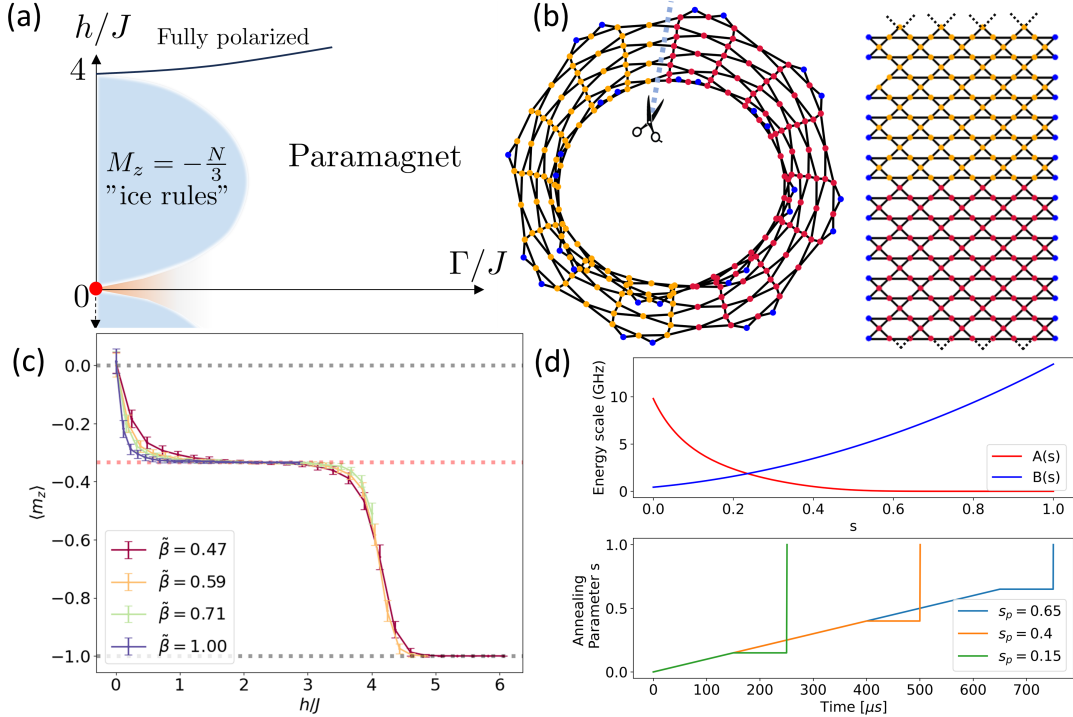 (a)
h/J
Fully polarized
4
M_z = -N/3
"ice rules"
Paramagnet
Γ/J
0
(b)
(c)
0.0
−0.2
−0.4
−0.6
−0.8
−1.0
⟨m_z⟩
β̃ = 0.47
β̃ = 0.59
β̃ = 0.71
β̃ = 1.00
0 1 2 3 4 5 6
h/J
(d)
Energy scale (GHz)
10
5
0
A(s)
B(s)
0.0 0.2 0.4 0.6 0.8 1.0
s
Annealing
Parameter s
1.0
0.5
0.0
s_p = 0.65
s_p = 0.4
s_p = 0.15
0 100 200 300 400 500 600 700
Time [μs]